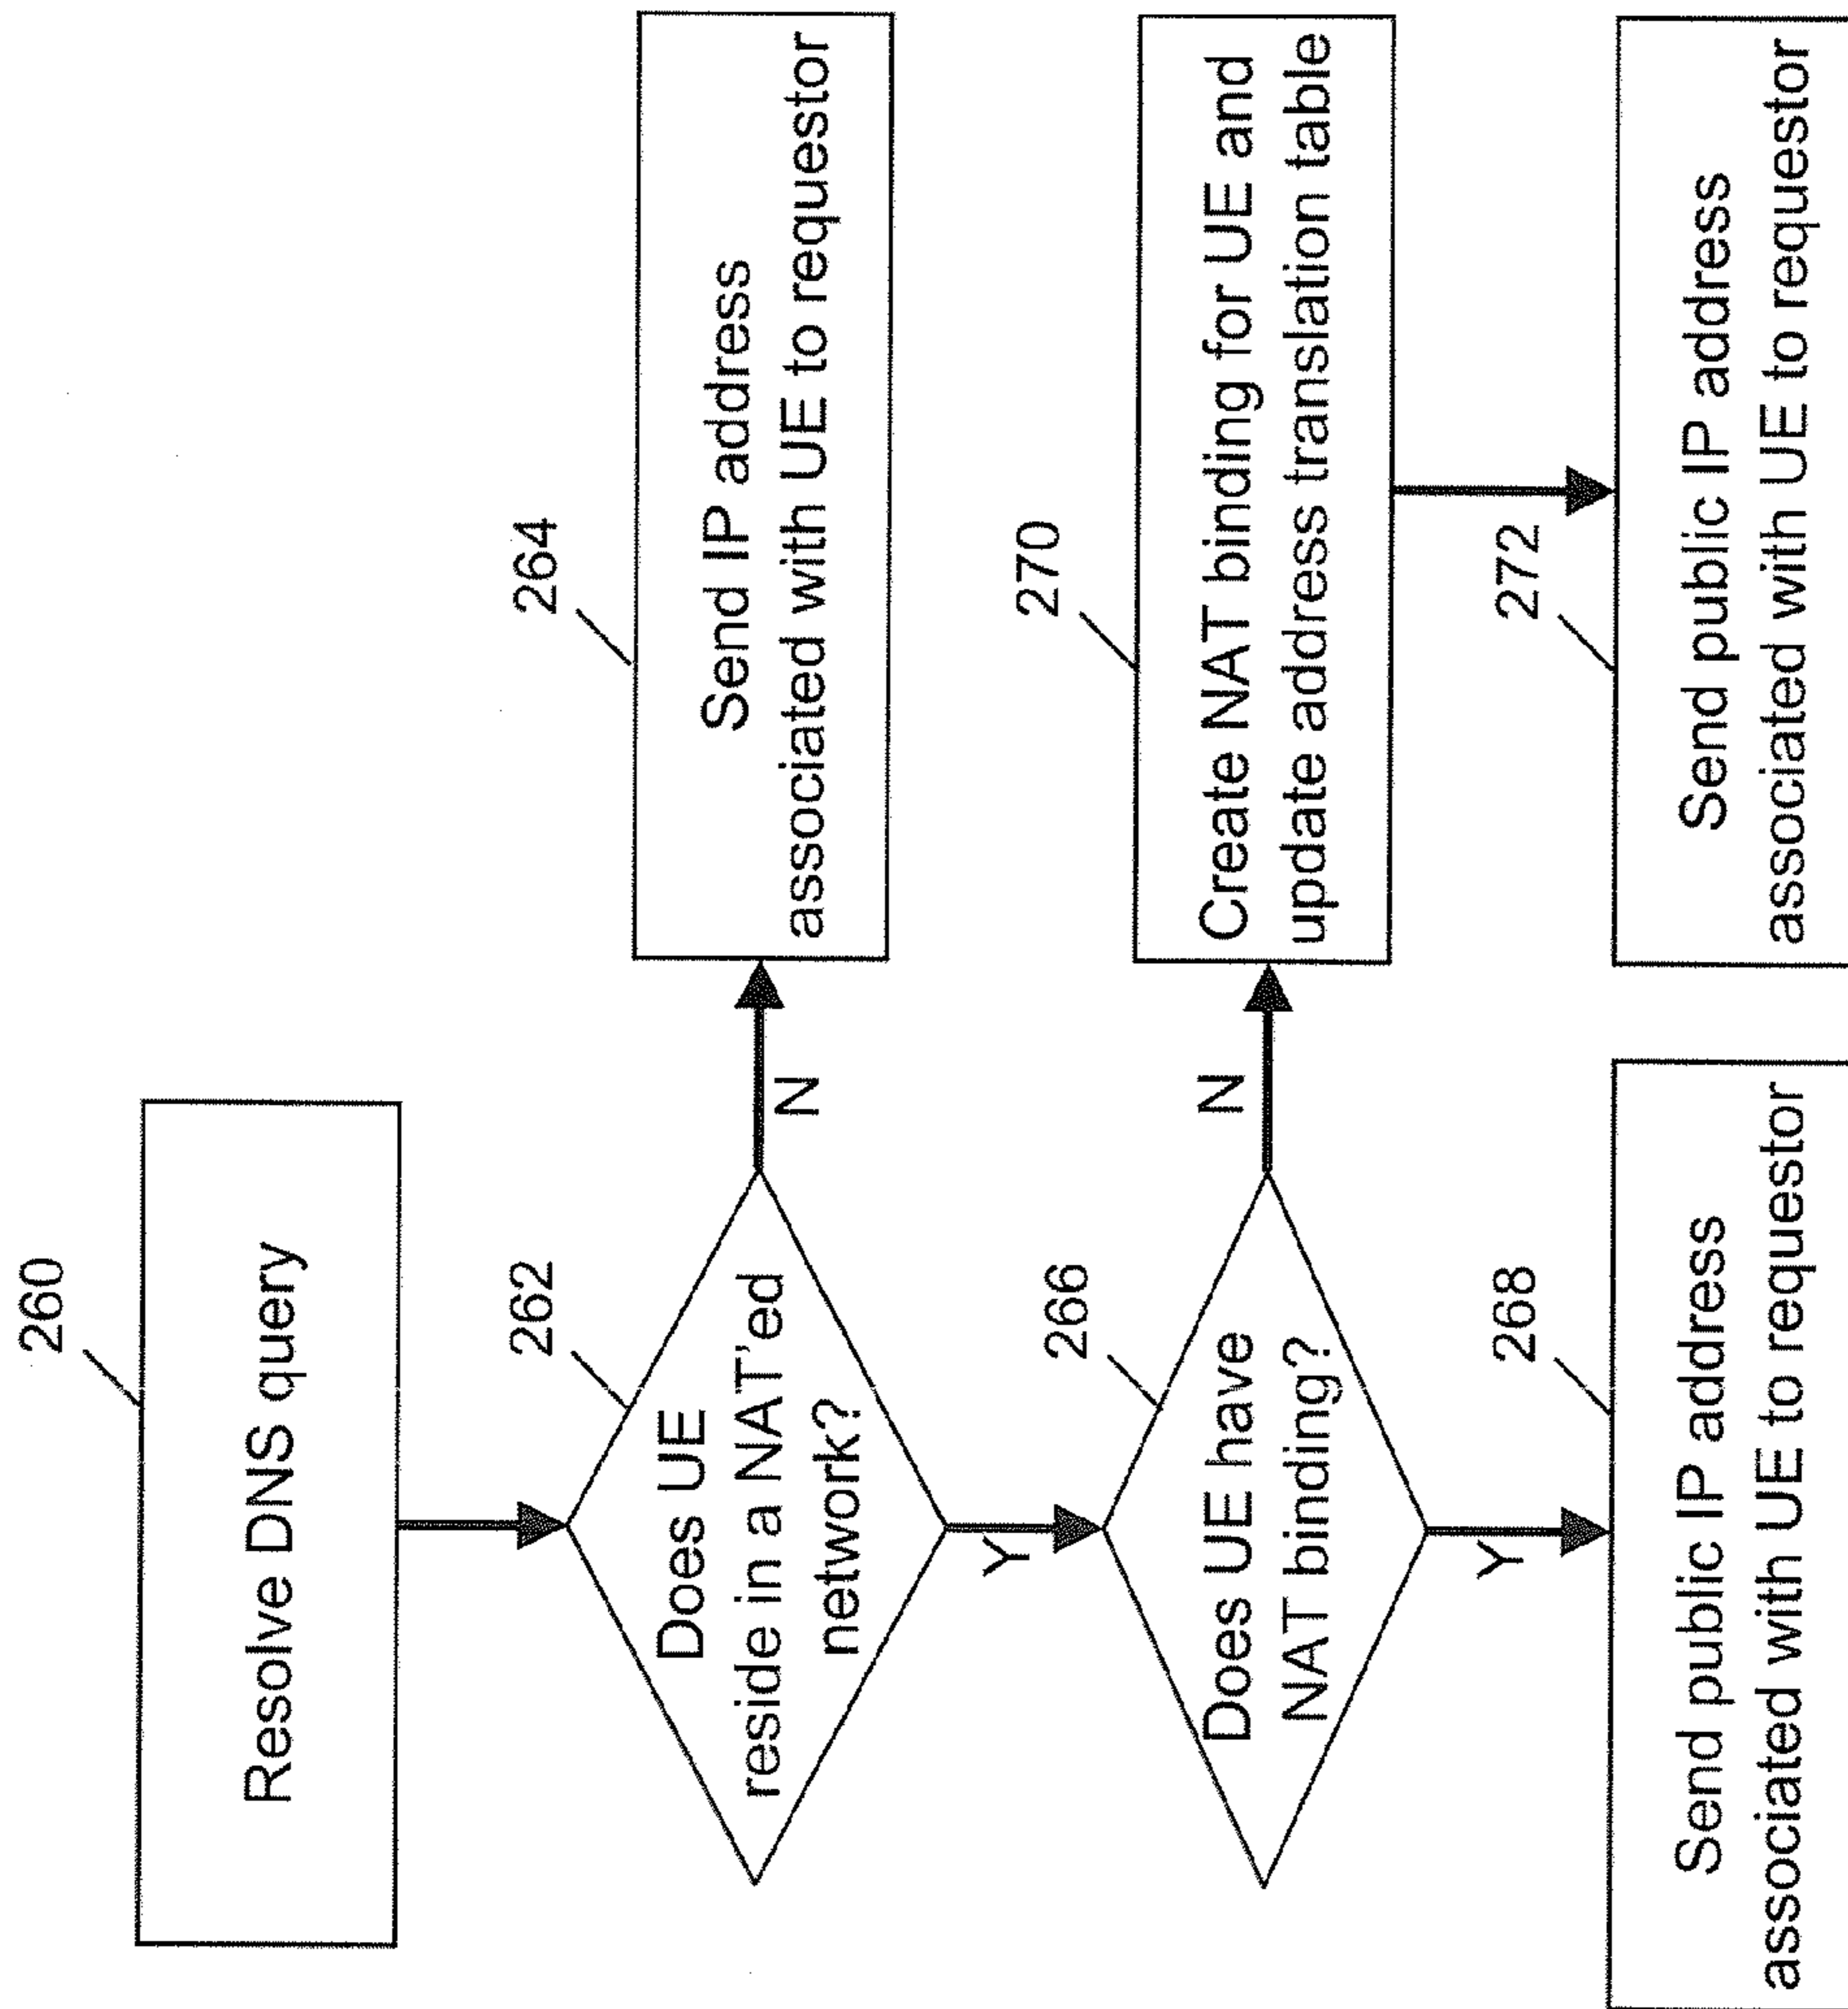 260
Resolve DNS query
262
Does UE
reside in a NAT'ed
network?
N
264
Send IP address
associated with UE to requestor
Y
266
Does UE have
NAT binding?
N
270
Create NAT binding for UE and
update address translation table
Y
268
Send public IP address
associated with UE to requestor
272
Send public IP address
associated with UE to requestor